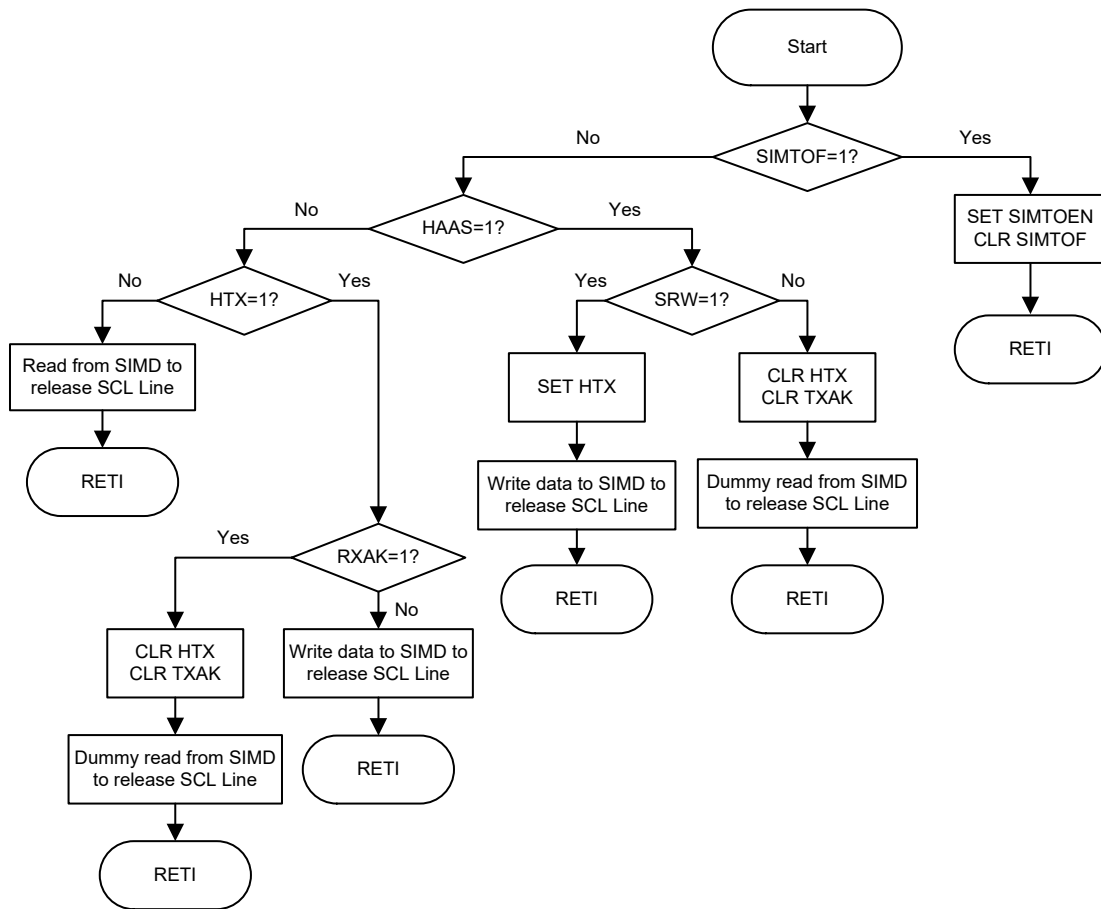 Start
SIMTOF=1?
No
Yes
HAAS=1?
No
Yes
SET SIMTOEN
CLR SIMTOF
RETI
HTX=1?
No
Yes
SRW=1?
Yes
No
Read from SIMD to
release SCL Line
RETI
SET HTX
CLR HTX
CLR TXAK
Write data to SIMD to
release SCL Line
Dummy read from SIMD
to release SCL Line
RETI
RETI
RXAK=1?
Yes
No
CLR HTX
CLR TXAK
Write data to SIMD to
release SCL Line
Dummy read from SIMD
to release SCL Line
RETI
RETI